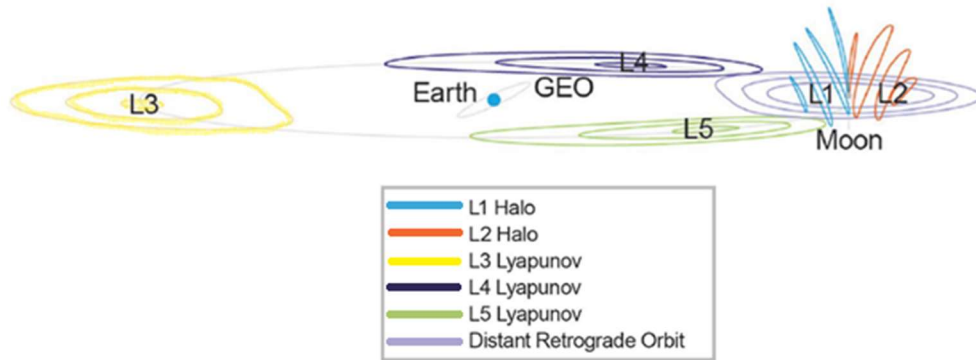 L4
Earth
GEO
L3
L1
L2
L5
Moon
L1 Halo
L2 Halo
L3 Lyapunov
L4 Lyapunov
L5 Lyapunov
Distant Retrograde Orbit